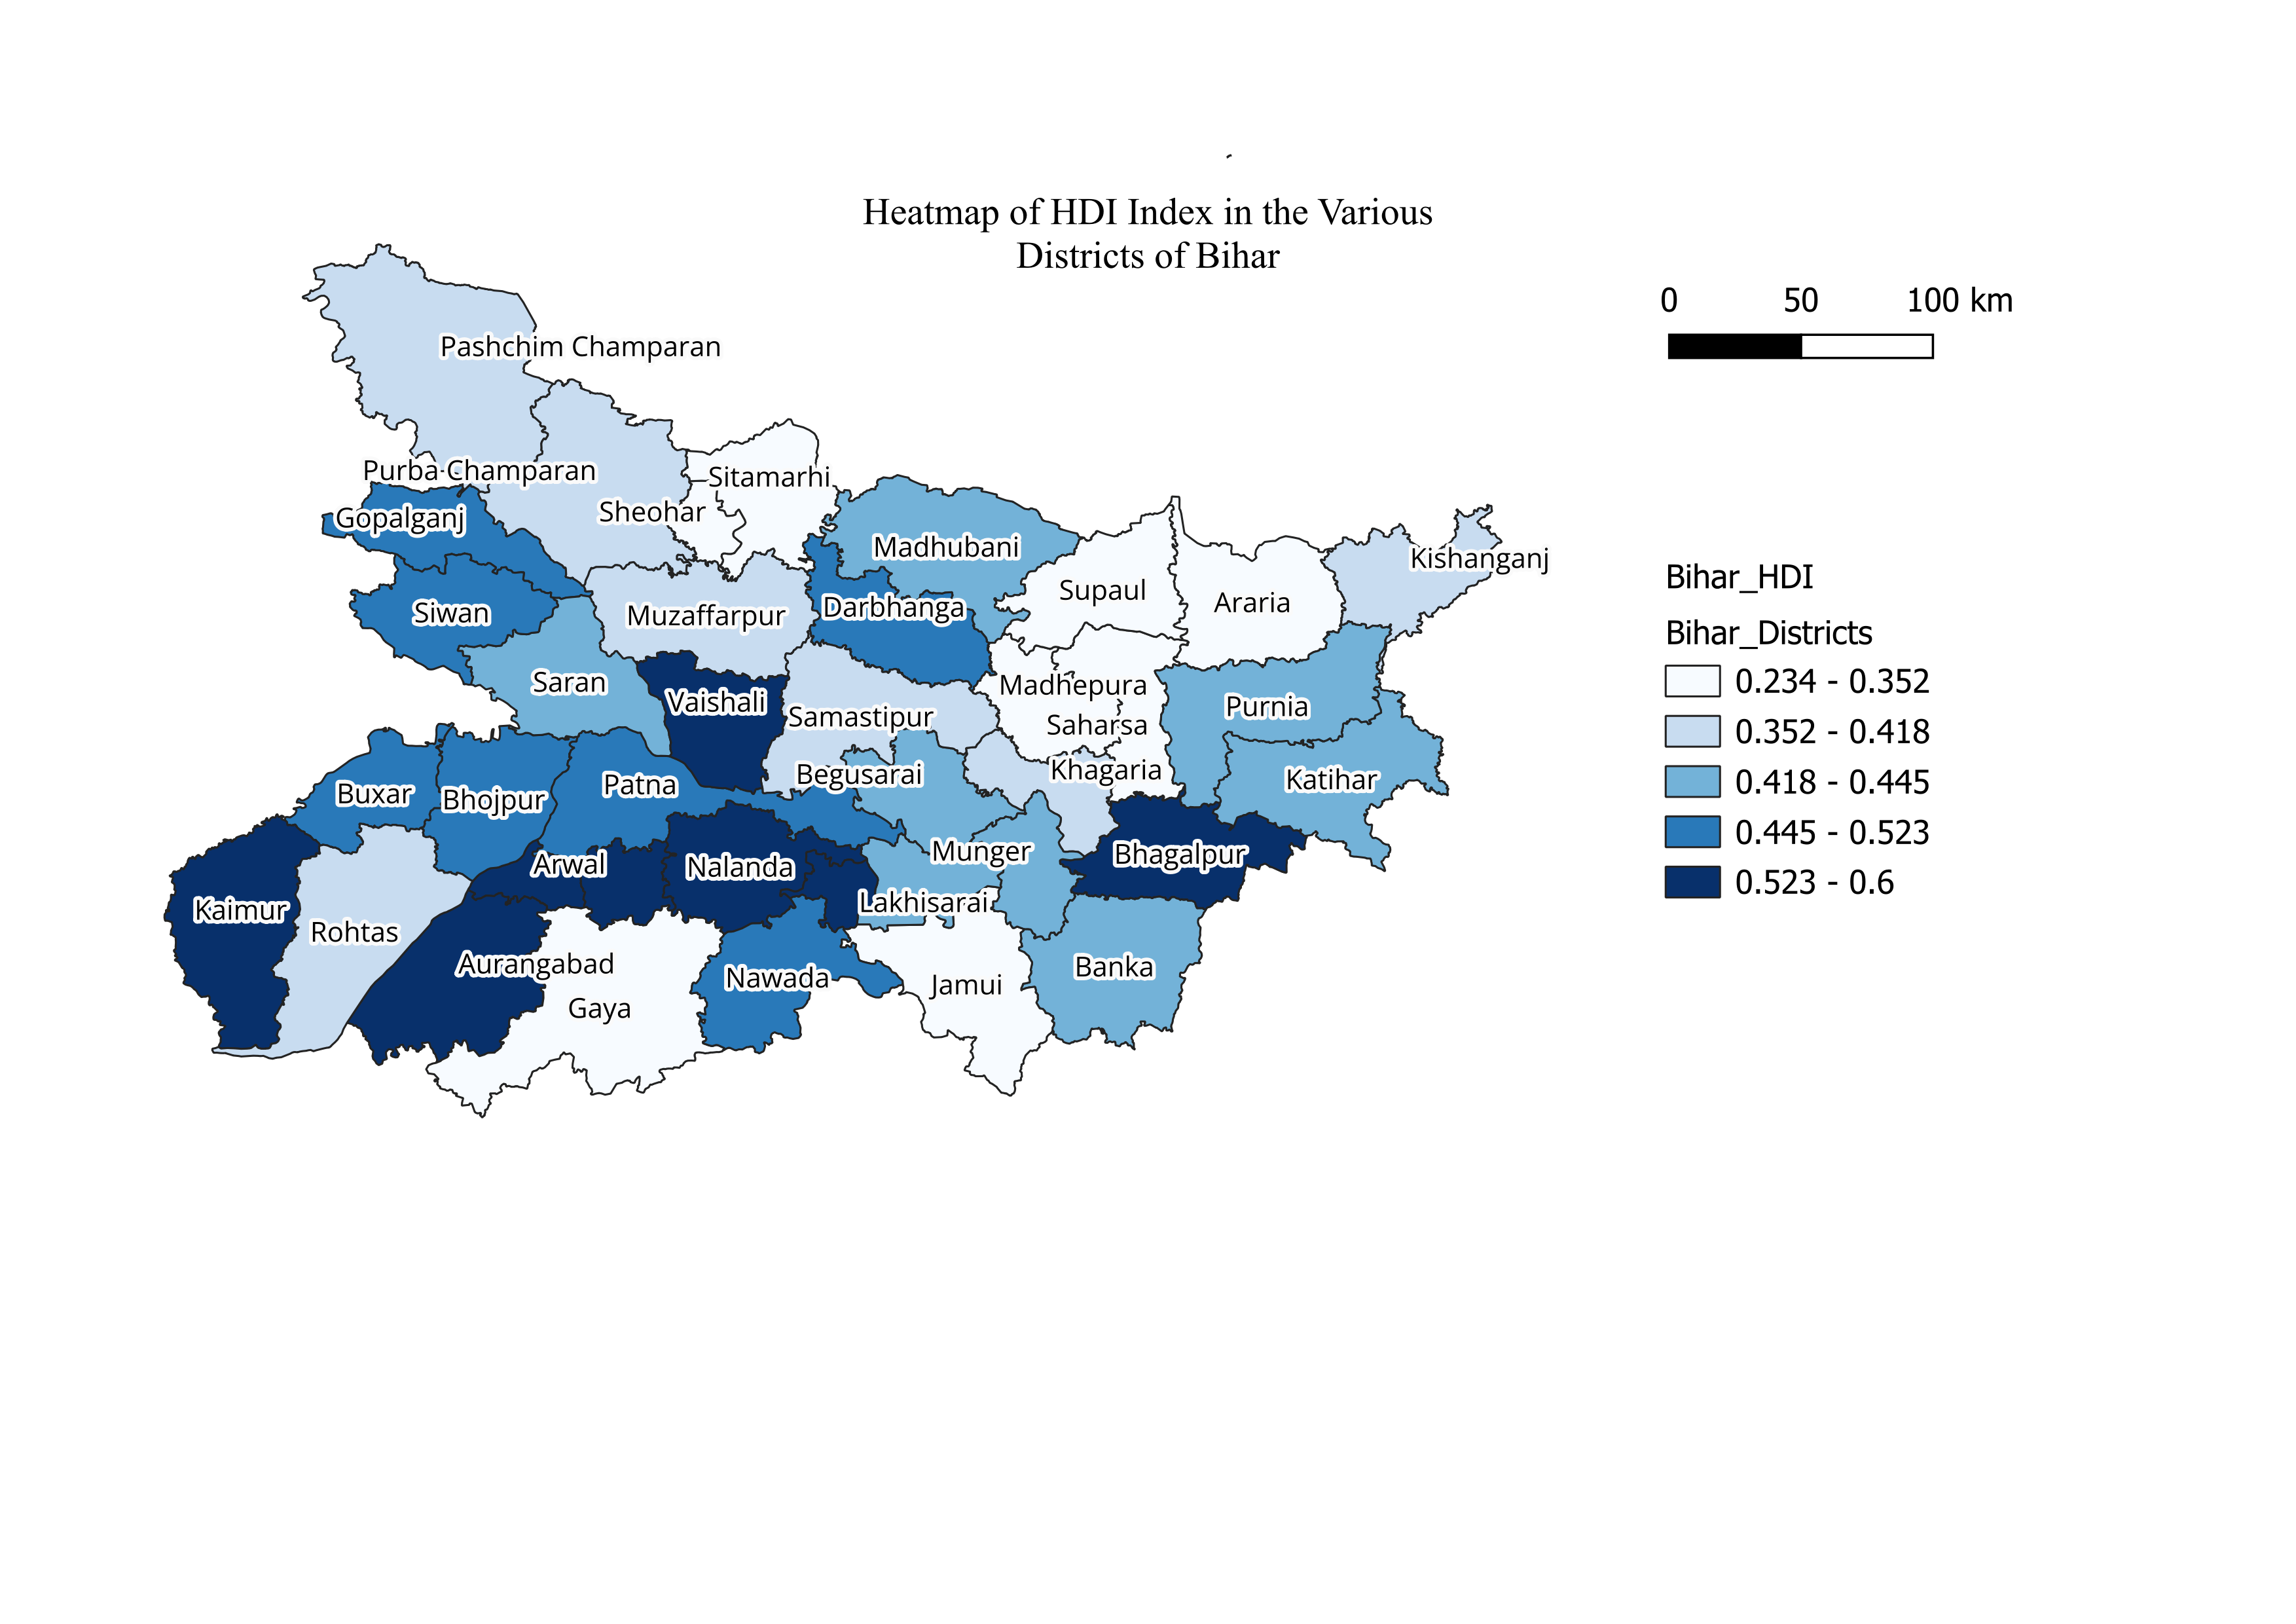 Heatmap of HDI Index in the Various
Districts of Bihar
0 50 100 km
Pashchim Champaran
Purba Champaran
Sitamarhi
Sheohar
Gopalganj
Madhubani
Kishanganj
Siwan
Muzaffarpur
Darbhanga
Supaul
Araria
Saran
Vaishali
Madhepura
Samastipur
Saharsa
Purnia
Buxar
Bhojpur
Patna
Begusarai
Khagaria
Katihar
Arwal
Nalanda
Munger
Bhagalpur
Kaimur
Rohtas
Lakhisarai
Aurangabad
Gaya
Nawada
Jamui
Banka
Bihar_HDI
Bihar_Districts
0.234 - 0.352
0.352 - 0.418
0.418 - 0.445
0.445 - 0.523
0.523 - 0.6